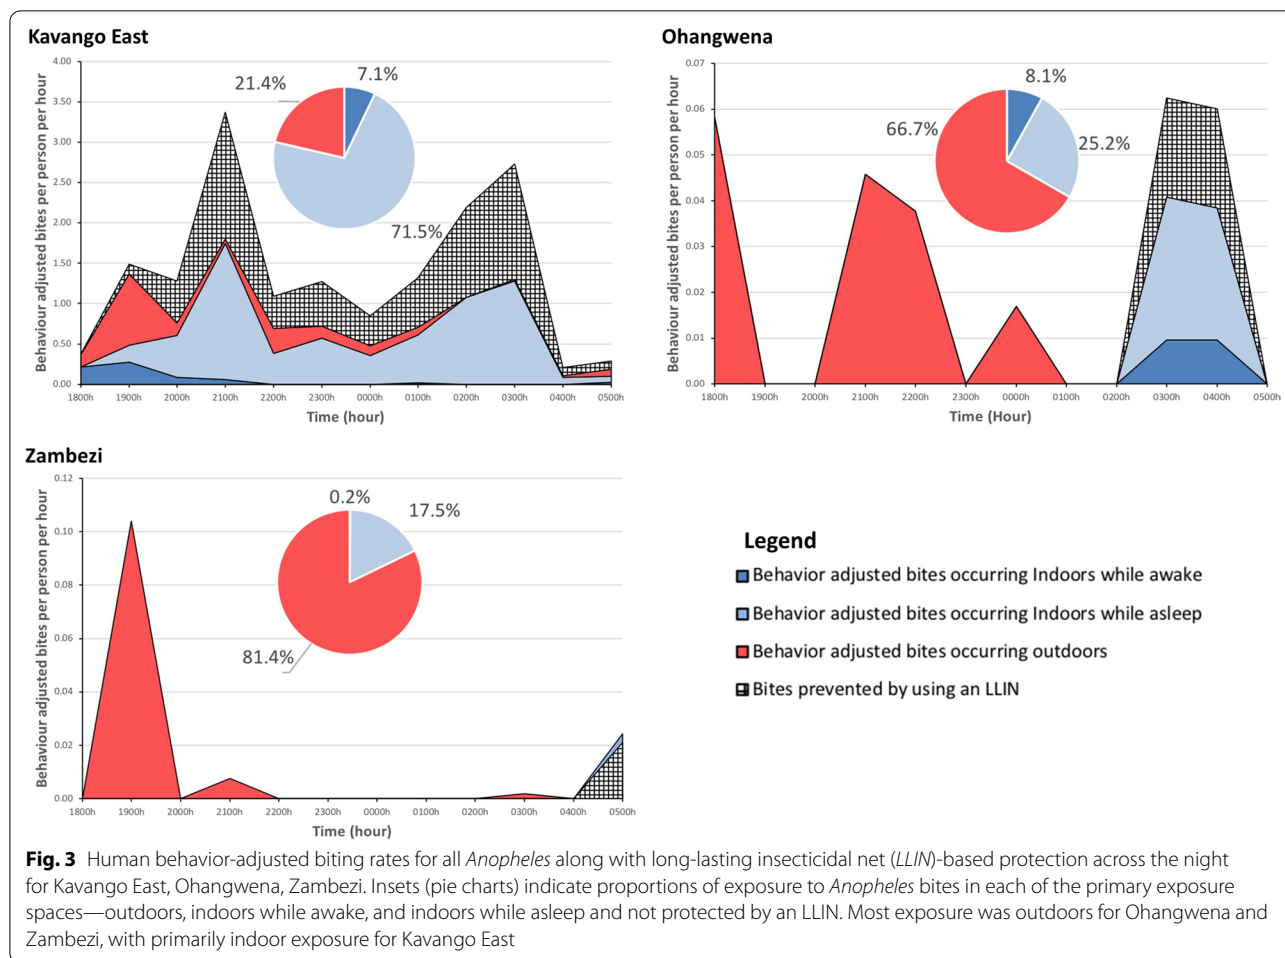 Kavango East
Behaviour adjusted bites per person per hour
4.00
3.50
3.00
2.50
2.00
1.50
1.00
0.50
0.00
21.4%
7.1%
71.5%
1800h 1900h 2000h 2100h 2200h 2300h 0000h 0100h 0200h 0300h 0400h 0500h
Time (hour)
Ohangwena
Behaviour adjusted bites per person per hour
0.07
0.06
0.05
0.04
0.03
0.02
0.01
0.00
8.1%
66.7%
25.2%
1800h 1900h 2000h 2100h 2200h 2300h 0000h 0100h 0200h 0300h 0400h 0500h
Time (Hour)
Zambezi
Behaviour adjusted bites per person per hour
0.12
0.10
0.08
0.06
0.04
0.02
0.00
0.2%
17.5%
81.4%
1800h 1900h 2000h 2100h 2200h 2300h 0000h 0100h 0200h 0300h 0400h 0500h
Time (hour)
Legend
Behavior adjusted bites occurring Indoors while awake
Behavior adjusted bites occurring Indoors while asleep
Behavior adjusted bites occurring outdoors
Bites prevented by using an LLIN
Fig. 3 Human behavior-adjusted biting rates for all Anopheles along with long-lasting insecticidal net (LLIN)-based protection across the night
for Kavango East, Ohangwena, Zambezi. Insets (pie charts) indicate proportions of exposure to Anopheles bites in each of the primary exposure
spaces—outdoors, indoors while awake, and indoors while asleep and not protected by an LLIN. Most exposure was outdoors for Ohangwena and
Zambezi, with primarily indoor exposure for Kavango East